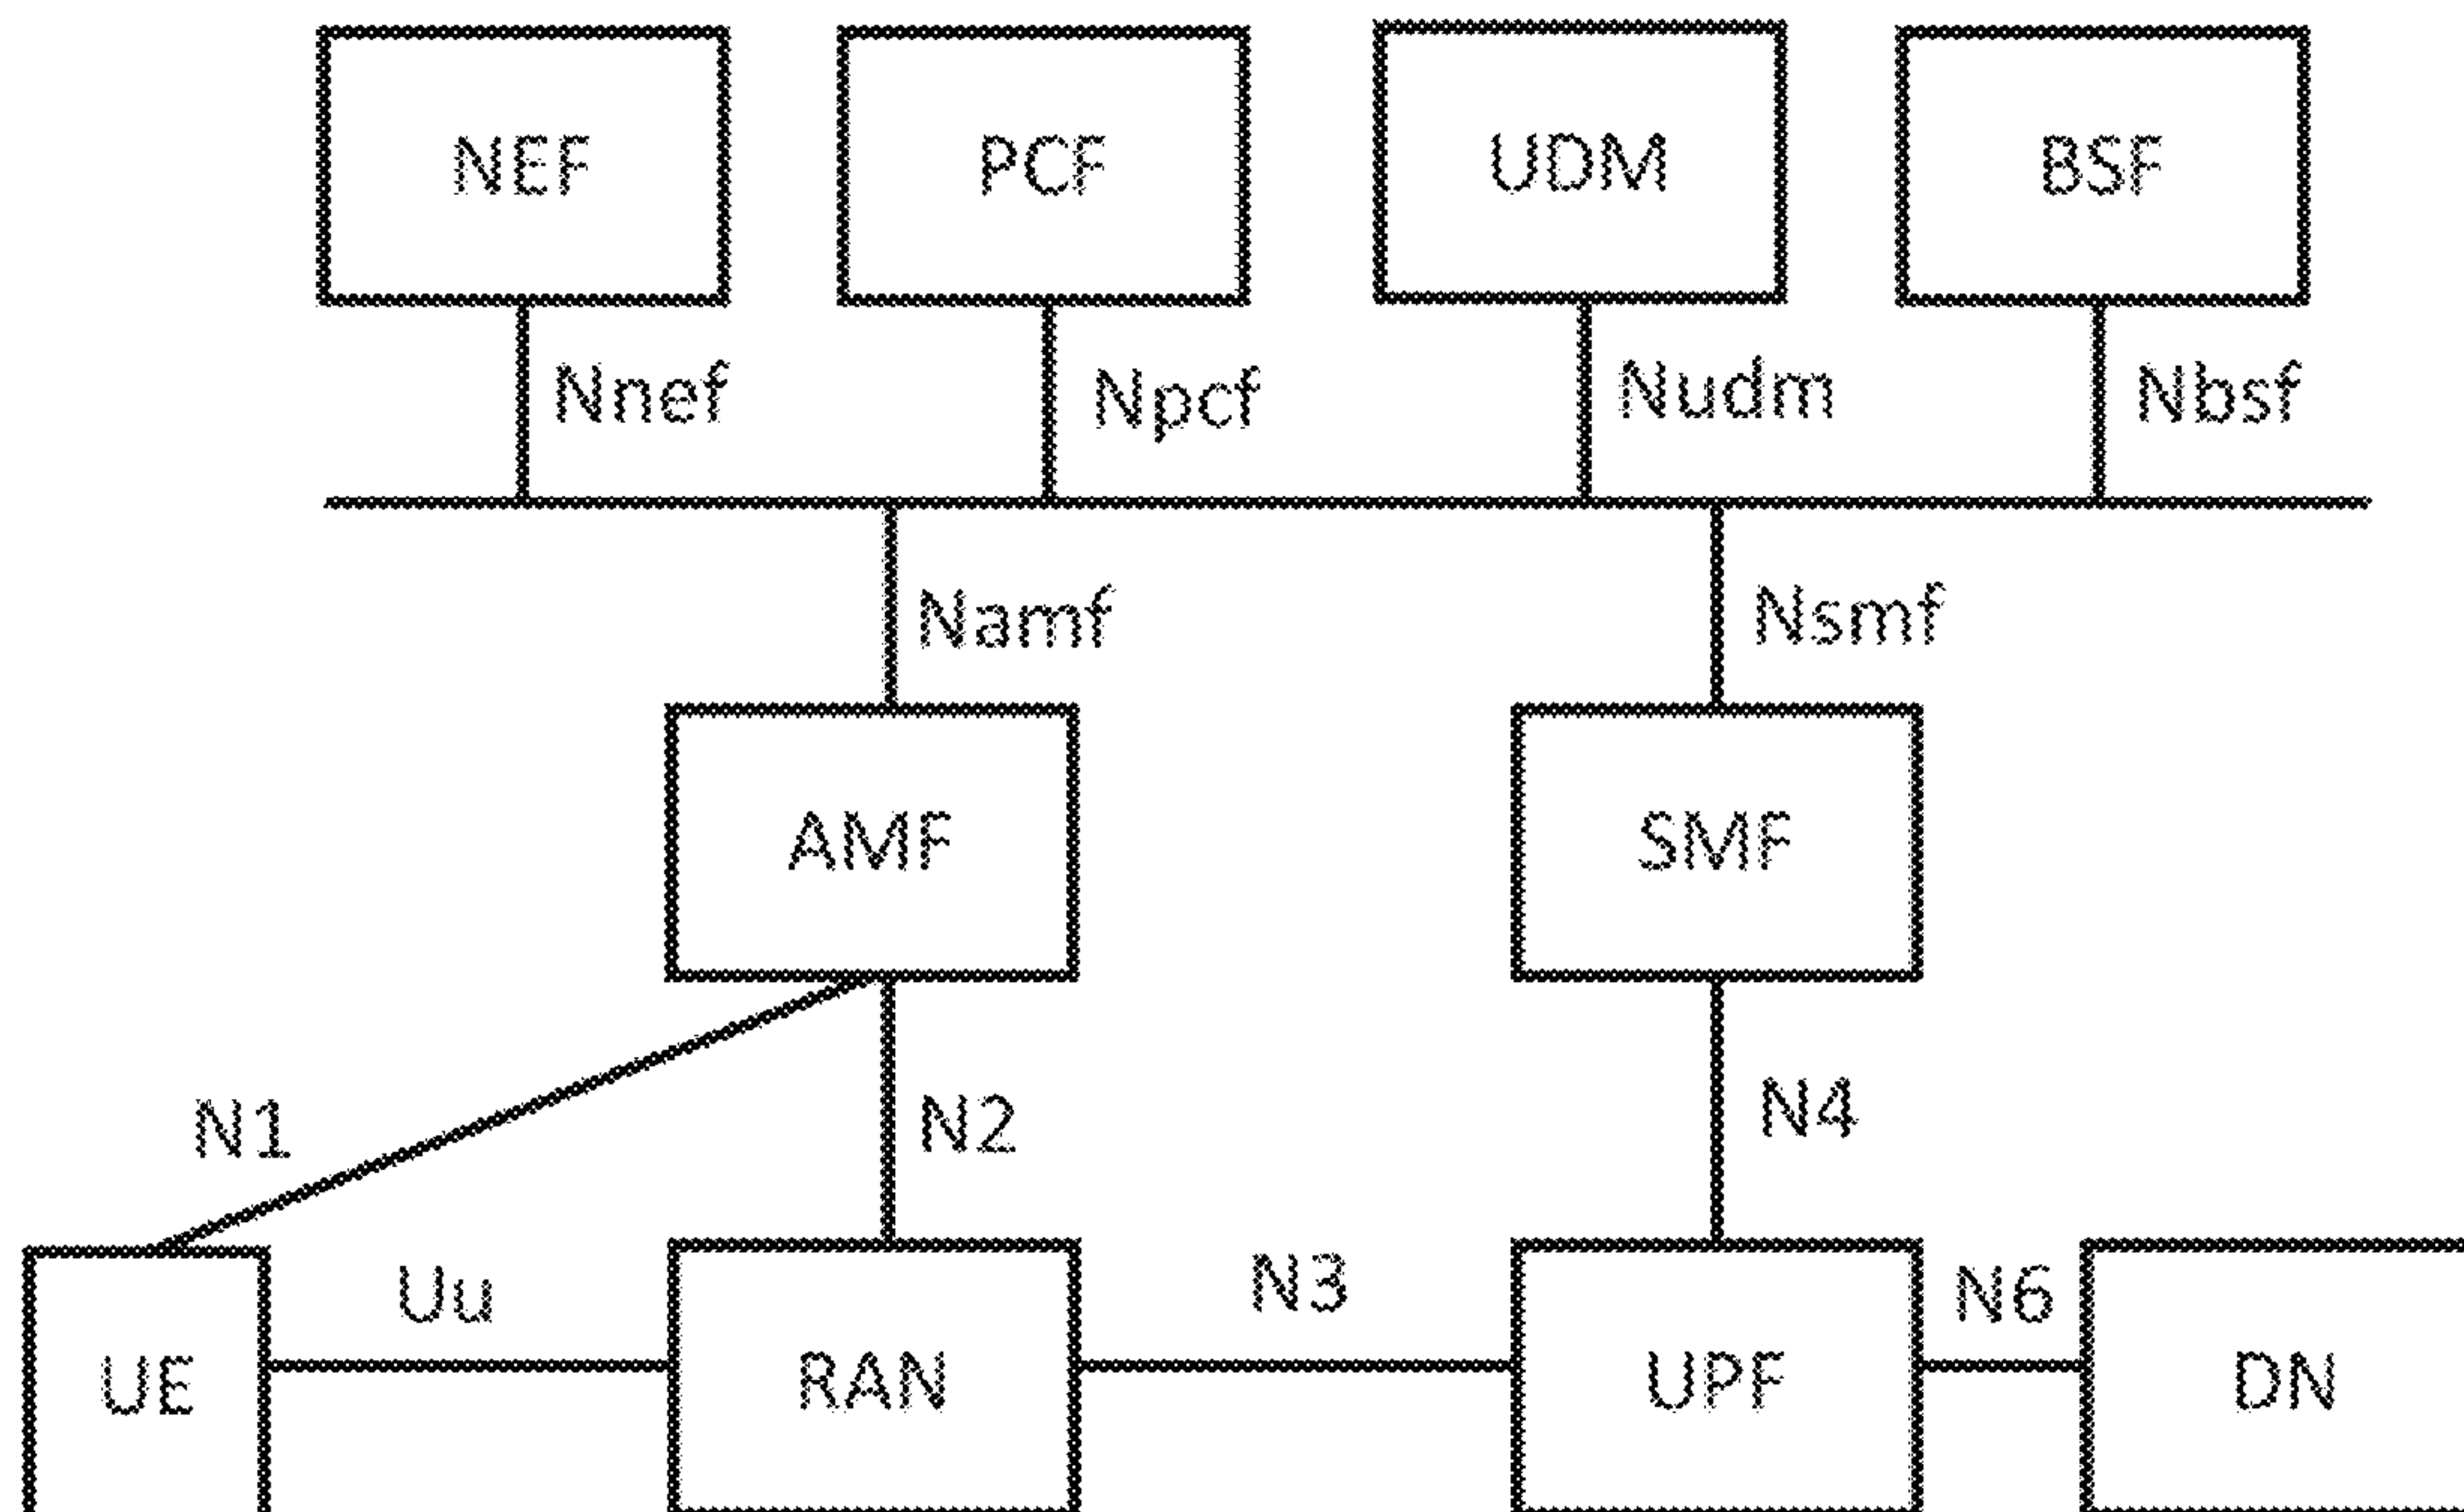 NEF PCF UDM BSF
Nnef Npcf Nudm Nbsf
Namf Nsmf
AMF SMF
N1 N2 N4
Uu N3 N6
UE RAN UPF DN